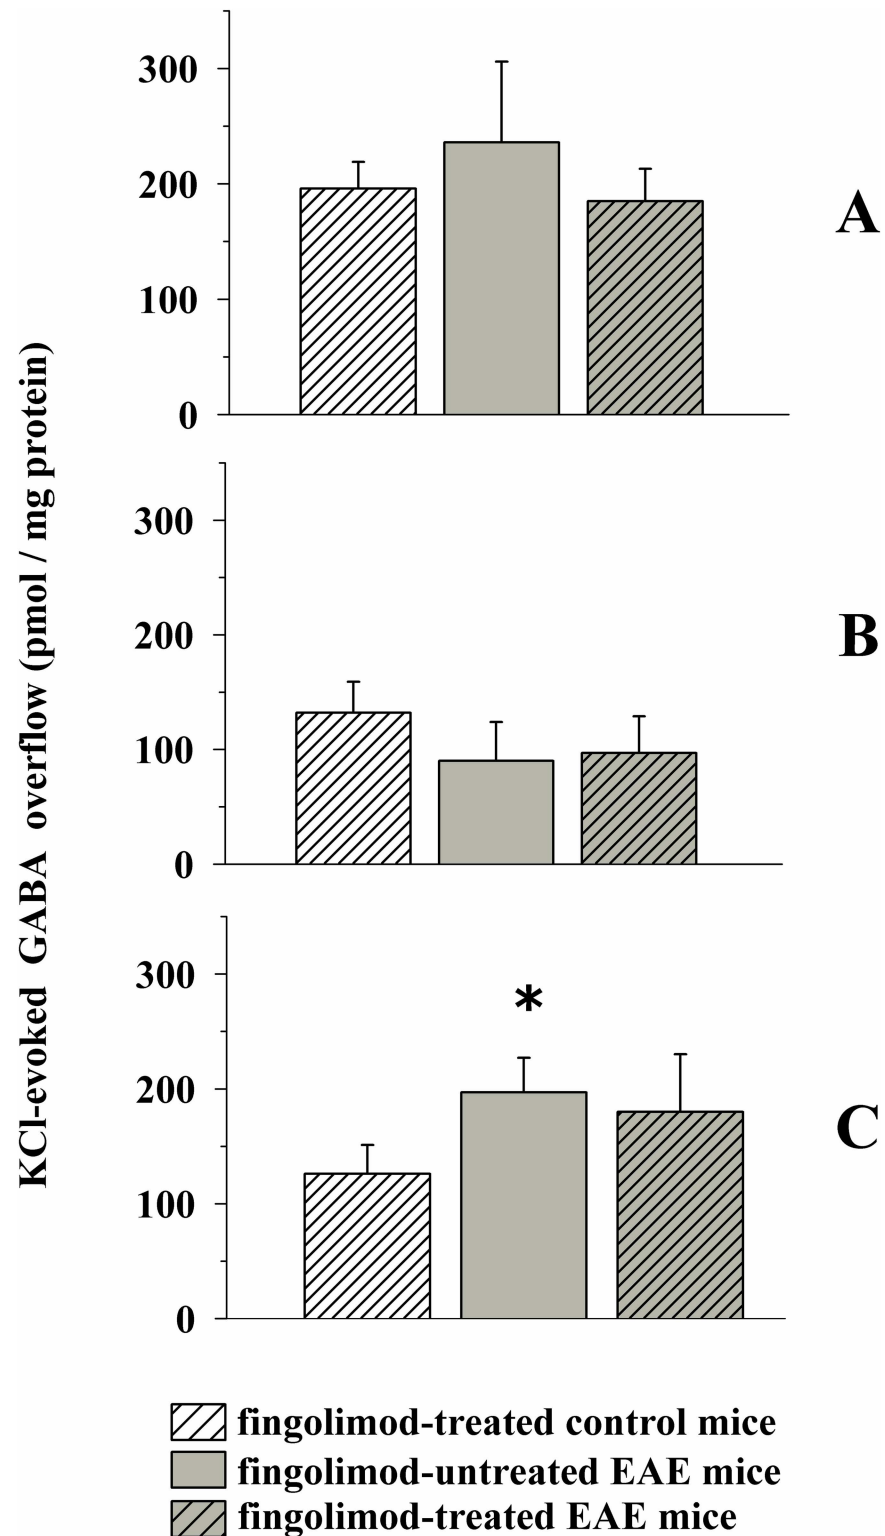 300
200
100
0
A
300
200
100
0
B
300
200
100
0
*
C
KCl-evoked GABA overflow (pmol / mg protein)
fingolimod-treated control mice
fingolimod-untreated EAE mice
fingolimod-treated EAE mice